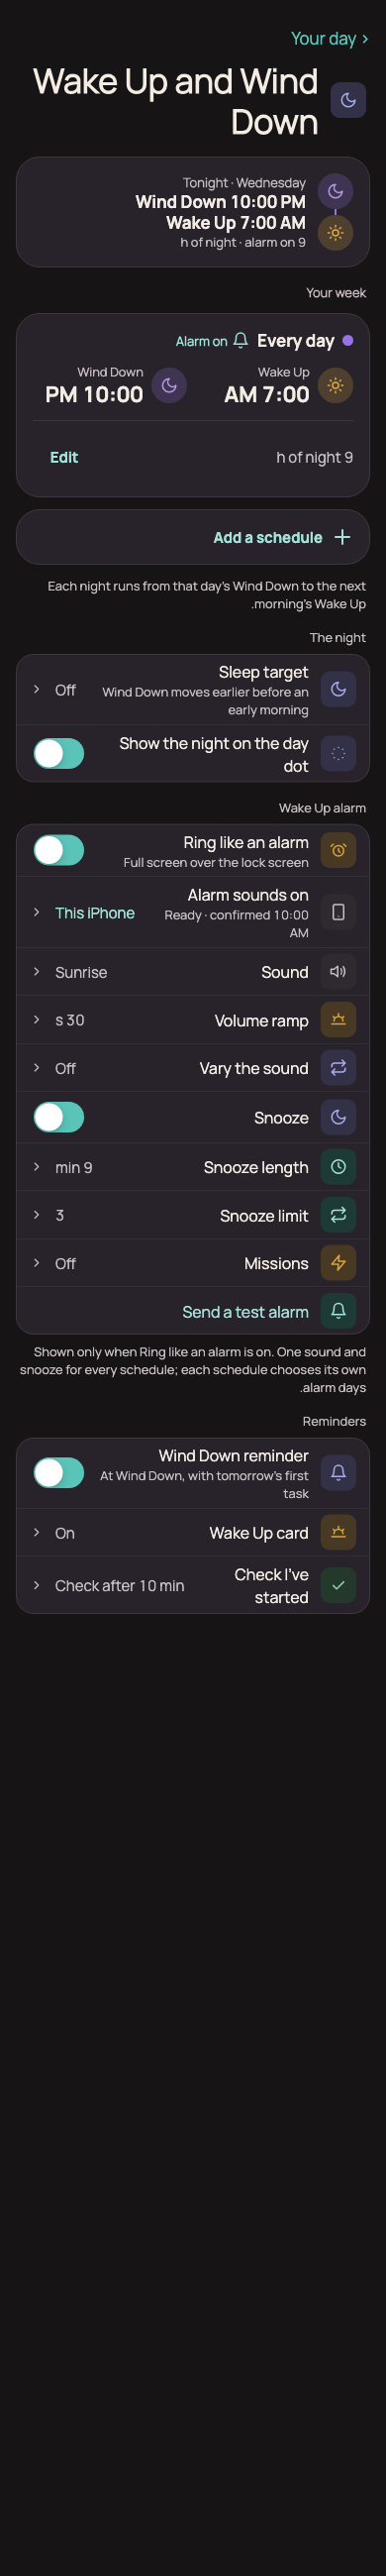 Your day
Wake Up and Wind
Down
Tonight · Wednesday
Wind Down 10:00 PM
Wake Up 7:00 AM
h of night · alarm on 9
Your week
Every day
Alarm on
Wake Up
AM 7:00
Wind Down
PM 10:00
h of night 9
Edit
Add a schedule
Each night runs from that day's Wind Down to the next
.morning's Wake Up
The night
Sleep target
Wind Down moves earlier before an
early morning
Off
Show the night on the day
dot
Wake Up alarm
Ring like an alarm
Full screen over the lock screen
Alarm sounds on
Ready · confirmed 10:00
AM
This iPhone
Sound
Sunrise
Volume ramp
s 30
Vary the sound
Off
Snooze
Snooze length
min 9
Snooze limit
3
Missions
Off
Send a test alarm
Shown only when Ring like an alarm is on. One sound and
snooze for every schedule; each schedule chooses its own
.alarm days
Reminders
Wind Down reminder
At Wind Down, with tomorrow's first
task
Wake Up card
On
Check I've
started
Check after 10 min